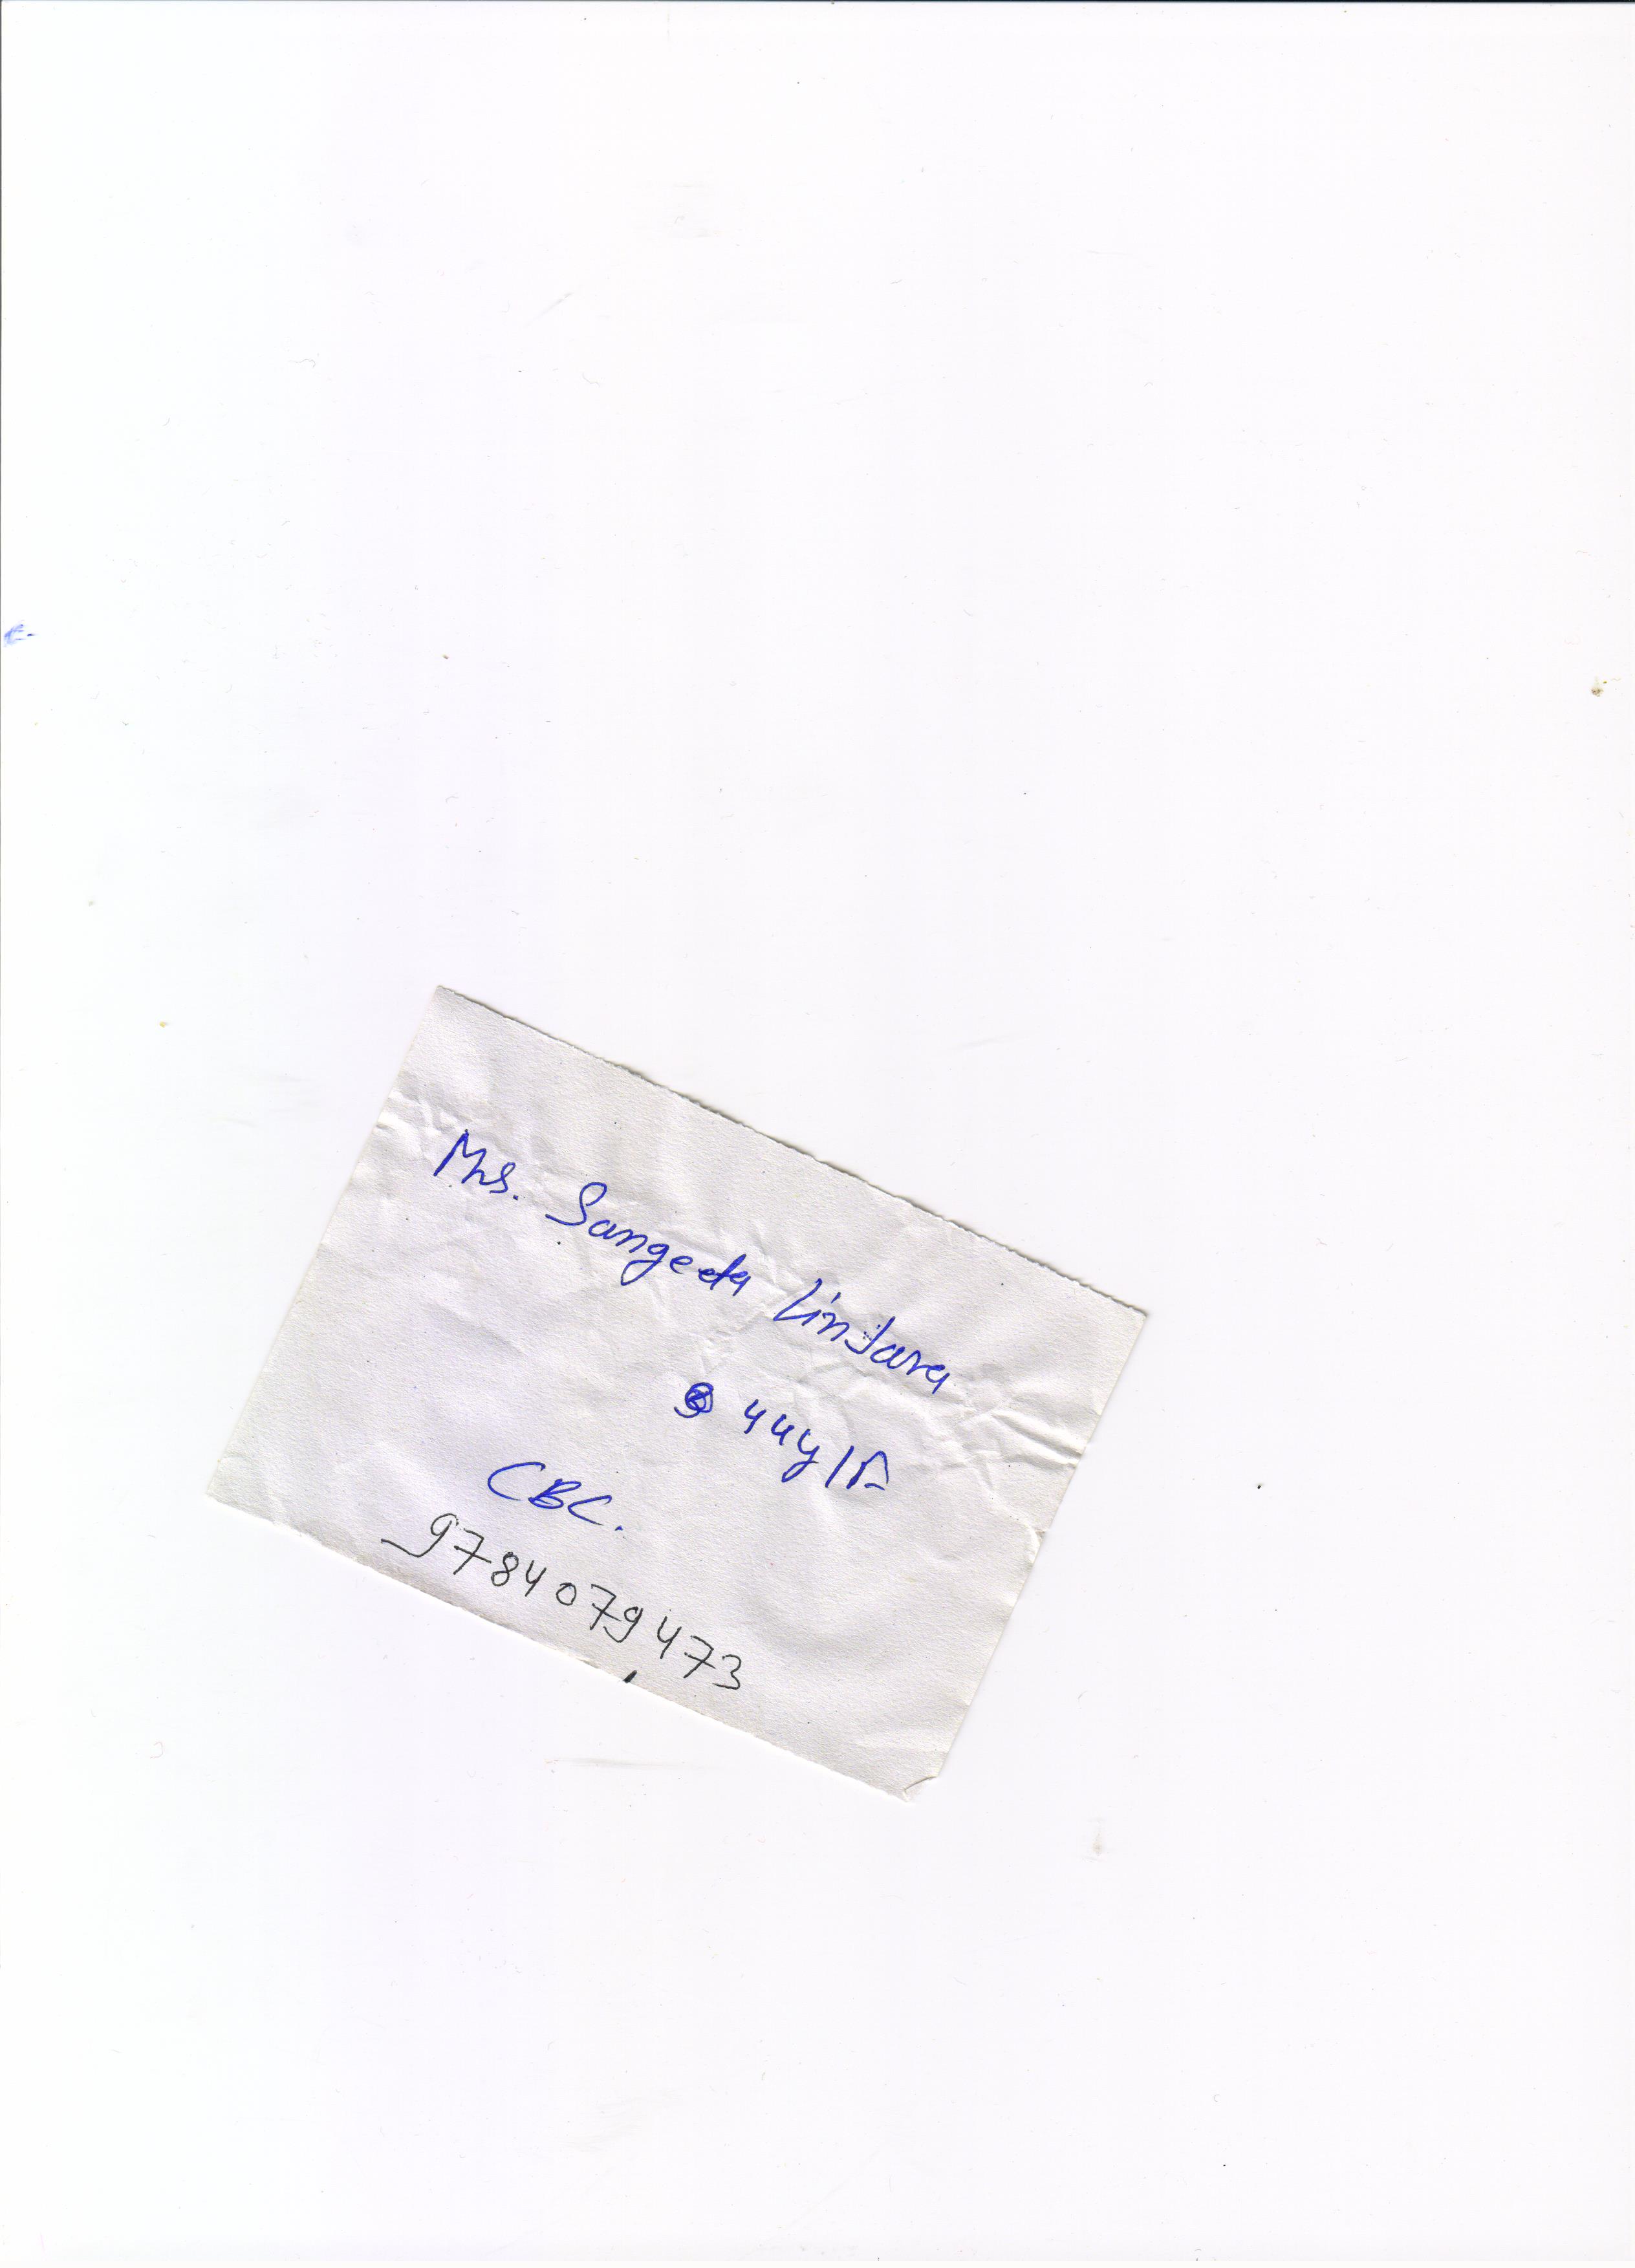 Mrs. Sangeeta Lintara
44y/F
CBC.
9784079473